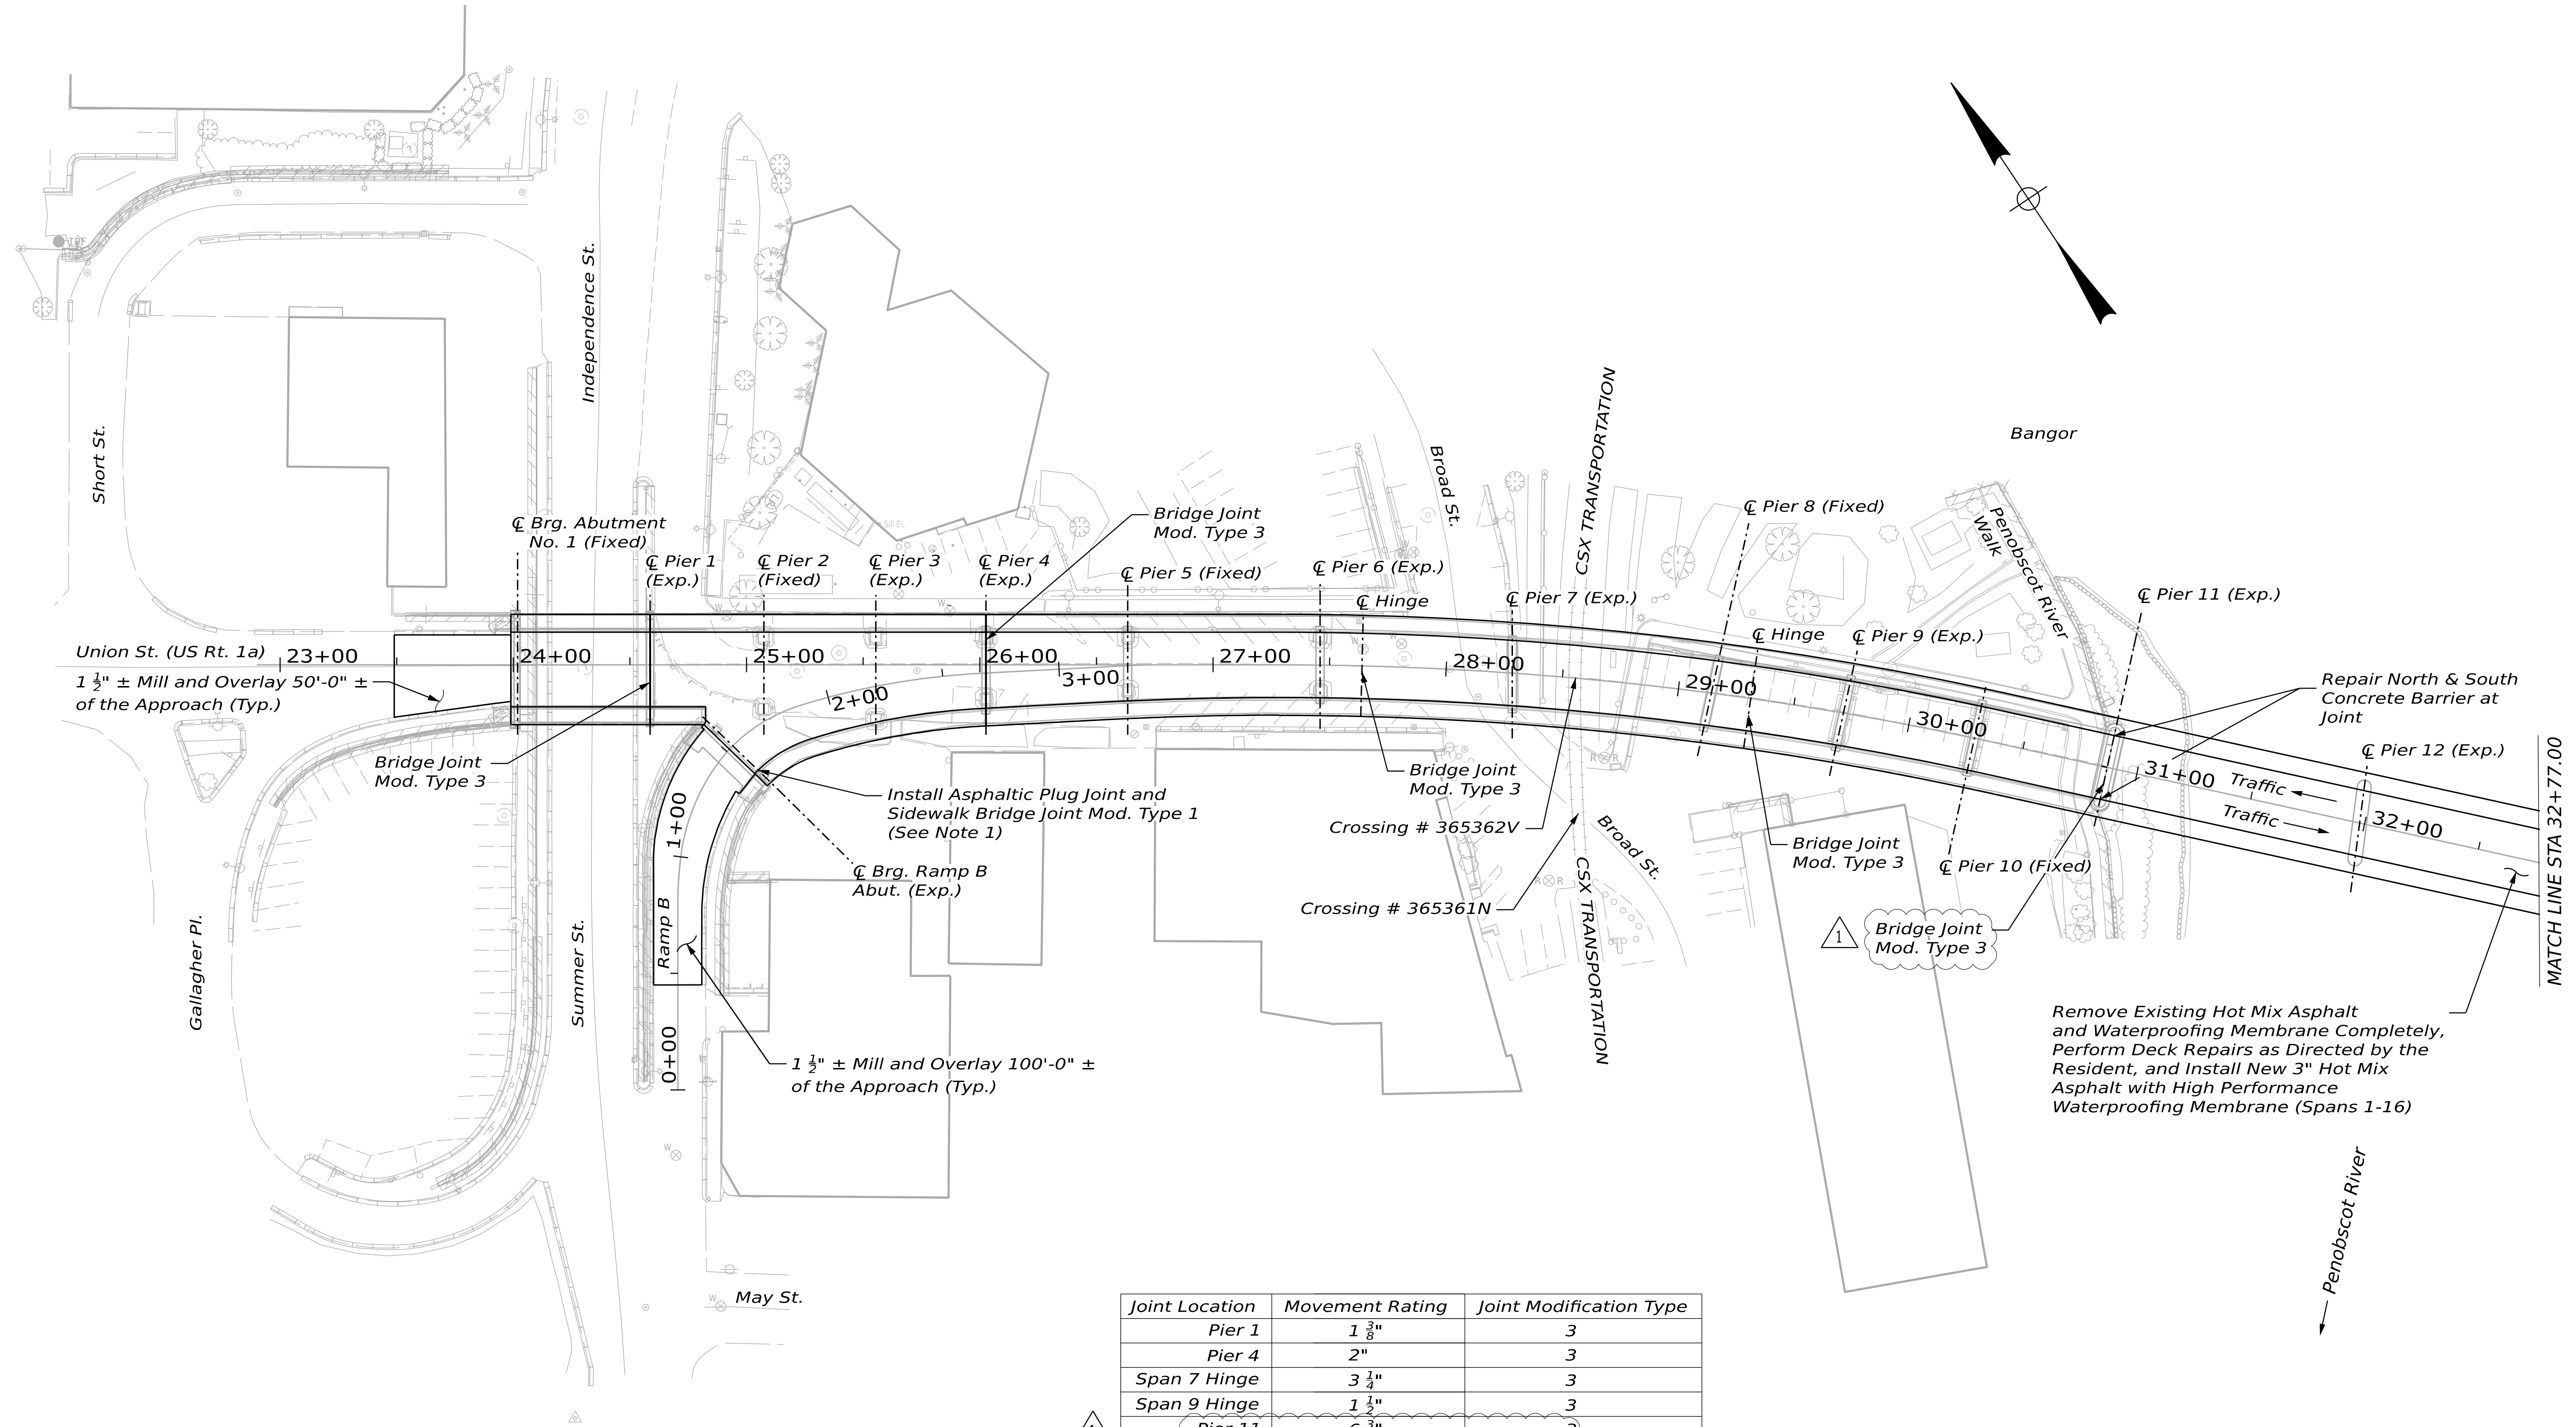 Independence St.
Short St.
Bangor
Broad St.
CSX TRANSPORTATION
Penobscot River
Walk
℄ Brg. Abutment
No. 1 (Fixed)
℄ Pier 1
(Exp.)
℄ Pier 2
(Fixed)
℄ Pier 3
(Exp.)
℄ Pier 4
(Exp.)
Bridge Joint
Mod. Type 3
℄ Pier 5 (Fixed)
℄ Pier 6 (Exp.)
℄ Hinge
℄ Pier 7 (Exp.)
℄ Pier 8 (Fixed)
℄ Hinge
℄ Pier 9 (Exp.)
℄ Pier 11 (Exp.)
Union St. (US Rt. 1a)
23+00
24+00
25+00
26+00
27+00
28+00
29+00
30+00
31+00
32+00
1 1/2" ± Mill and Overlay 50'-0" ±
of the Approach (Typ.)
2+00
3+00
Repair North & South
Concrete Barrier at
Joint
℄ Pier 12 (Exp.)
MATCH LINE STA 32+77.00
Traffic
Traffic
Bridge Joint
Mod. Type 3
Install Asphaltic Plug Joint and
Sidewalk Bridge Joint Mod. Type 1
(See Note 1)
℄ Brg. Ramp B
Abut. (Exp.)
Bridge Joint
Mod. Type 3
Crossing # 365362V
Crossing # 365361N
Broad St.
CSX TRANSPORTATION
Bridge Joint
Mod. Type 3
℄ Pier 10 (Fixed)
1
Bridge Joint
Mod. Type 3
1+00
Ramp B
0+00
Gallagher Pl.
Summer St.
1 1/2" ± Mill and Overlay 100'-0" ±
of the Approach (Typ.)
Remove Existing Hot Mix Asphalt
and Waterproofing Membrane Completely,
Perform Deck Repairs as Directed by the
Resident, and Install New 3" Hot Mix
Asphalt with High Performance
Waterproofing Membrane (Spans 1-16)
Penobscot River
May St.
Joint Location Movement Rating Joint Modification Type
Pier 1 1 3/8" 3
Pier 4 2" 3
Span 7 Hinge 3 1/4" 3
Span 9 Hinge 1 1/2" 3